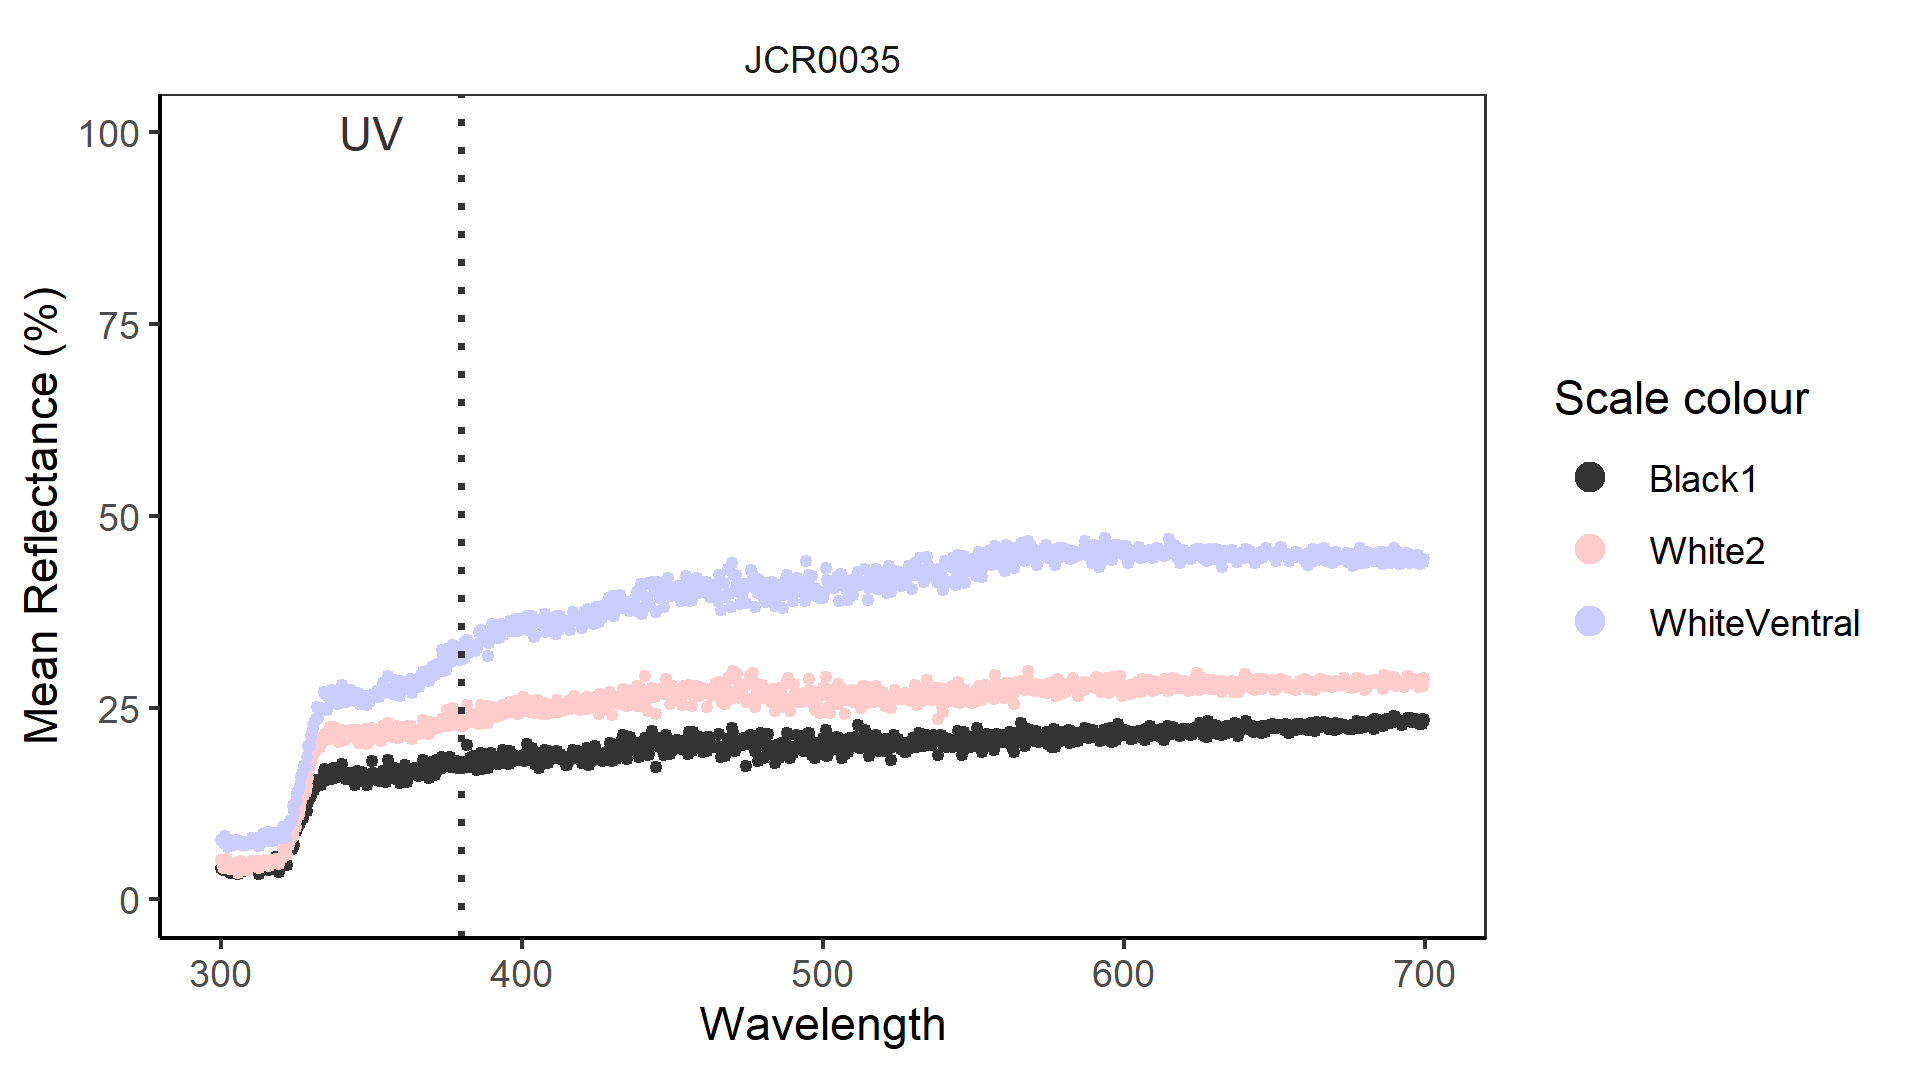 JCR0035
UV
100
75
50
25
0
Mean Reflectance (%)
300 400 500 600 700
Wavelength
Scale colour
Black1
White2
WhiteVentral